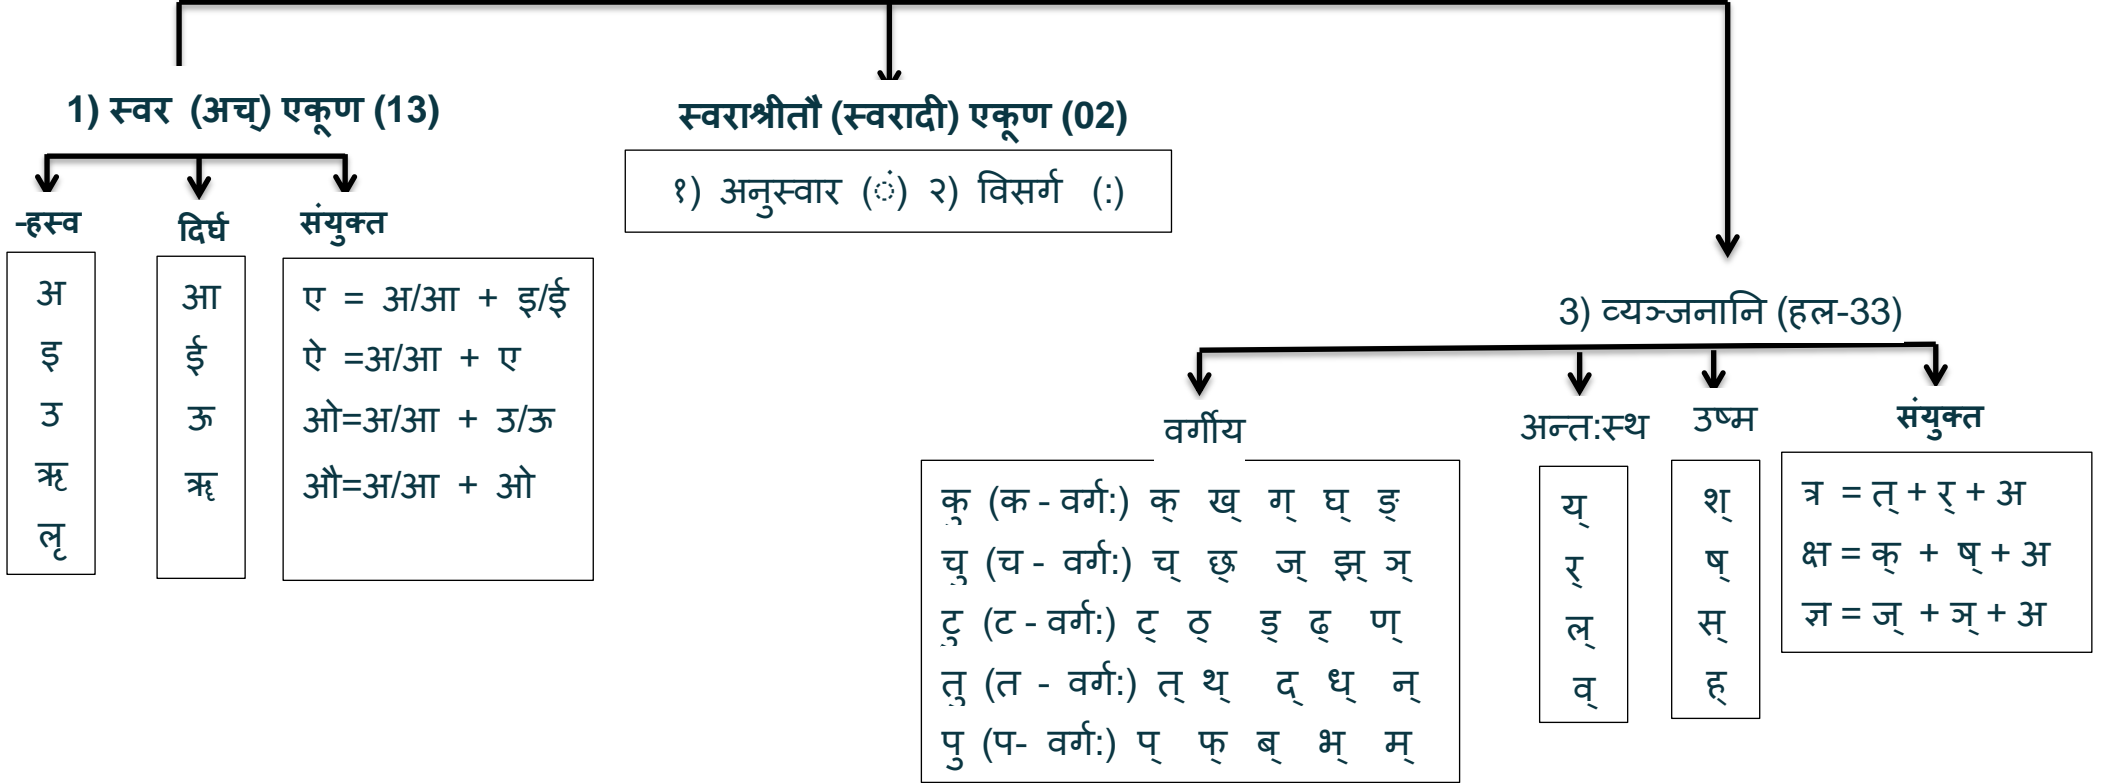 1) स्वर (अच्) एकूण (13)
-हस्व
अ
इ
उ
ऋ
लृ
दिर्घ
आ
ई
ऊ
ॠ
संयुक्त
ए = अ/आ + इ/ई
ऐ =अ/आ + ए
ओ=अ/आ + उ/ऊ
औ=अ/आ + ओ
स्वराश्रीतौ (स्वरादी) एकूण (02)
१) अनुस्वार (ं) २) विसर्ग (:)
3) व्यञ्जनानि (हल-33)
वर्गीय
कु (क - वर्ग:) क् ख् ग् घ् ङ्
चु (च - वर्ग:) च् छ् ज् झ् ञ्
टु (ट - वर्ग:) ट् ठ् ड् ढ् ण्
तु (त - वर्ग:) त् थ् द् ध् न्
पु (प- वर्ग:) प् फ् ब् भ् म्
अन्त:स्थ
य्
र्
ल्
व्
उष्म
श्
ष्
स्
ह्
संयुक्त
त्र = त् + र् + अ
क्ष = क् + ष् + अ
ज्ञ = ज् + ञ् + अ